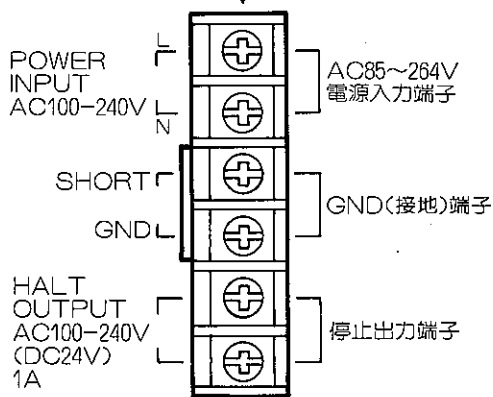 L
POWER
INPUT
AC100-240V
N
AC85～264V
電源入力端子
SHORT
GND
GND(接地)端子
HALT
OUTPUT
AC100-240V
(DC24V)
1A
停止出力端子